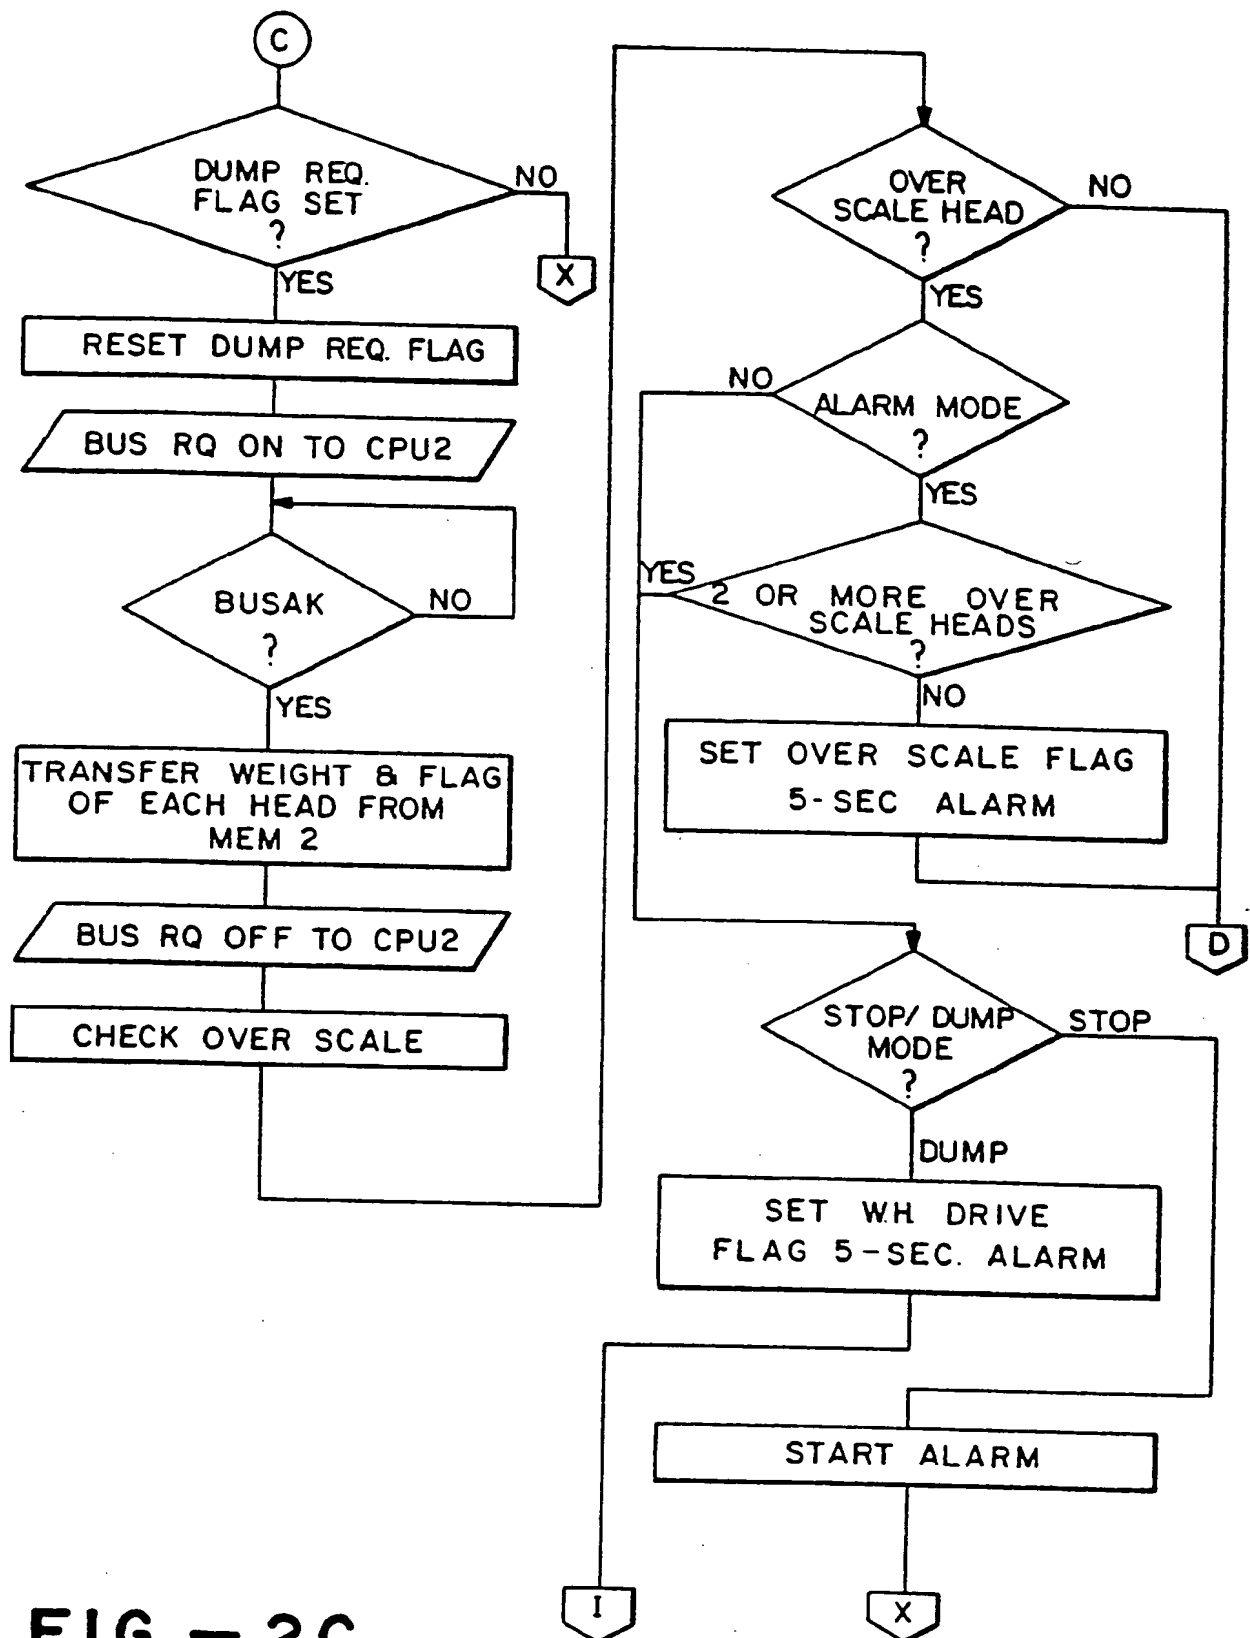 C
DUMP REQ.
FLAG SET
?
NO
X
YES
RESET DUMP REQ. FLAG
BUS RQ ON TO CPU2
BUSAK
?
NO
YES
TRANSFER WEIGHT & FLAG
OF EACH HEAD FROM
MEM 2
BUS RQ OFF TO CPU2
CHECK OVER SCALE
OVER
SCALE HEAD
?
NO
YES
NO
ALARM MODE
?
YES
YES
2 OR MORE OVER
SCALE HEADS
?
NO
SET OVER SCALE FLAG
5-SEC ALARM
D
STOP/ DUMP
MODE
?
STOP
DUMP
SET W.H. DRIVE
FLAG 5-SEC. ALARM
START ALARM
I
X
FIG - 2C